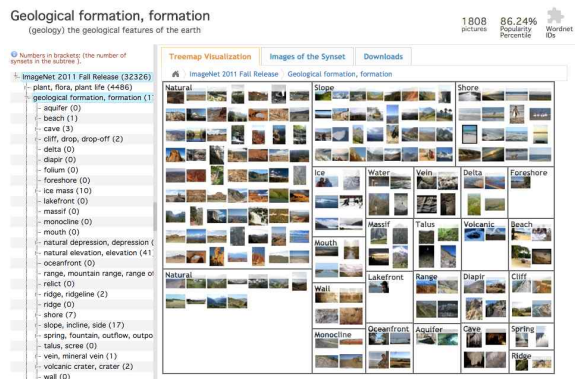 Geological formation, formation
(geology) the geological features of the earth
1808
pictures
86.24%
Popularity
Percentile
Wordnet
IDs
Numbers in brackets: (the number of
synsets in the subtree ).
ImageNet 2011 Fall Release (32326)
plant, flora, plant life (4486)
geological formation, formation (1
aquifer (0)
beach (1)
cave (3)
cliff, drop, drop-off (2)
delta (0)
diapir (0)
folium (0)
foreshore (0)
ice mass (10)
lakefront (0)
massif (0)
monocline (0)
mouth (0)
natural depression, depression (
natural elevation, elevation (41
oceanfront (0)
range, mountain range, range of
relict (0)
ridge, ridgeline (2)
ridge (0)
shore (7)
slope, incline, side (17)
spring, fountain, outflow, outpo
talus, scree (0)
vein, mineral vein (1)
volcanic crater, crater (2)
wall (0)
Treemap Visualization
Images of the Synset
Downloads
ImageNet 2011 Fall Release
Geological formation, formation
Natural
Slope
Shore
Ice
Water
Vein
Delta
Foreshore
Massif
Talus
Volcanic
Beach
Mouth
Natural
Lakefront
Range
Diapir
Cliff
Wall
Monocline
Oceanfront
Aquifer
Cave
Spring
Ridge